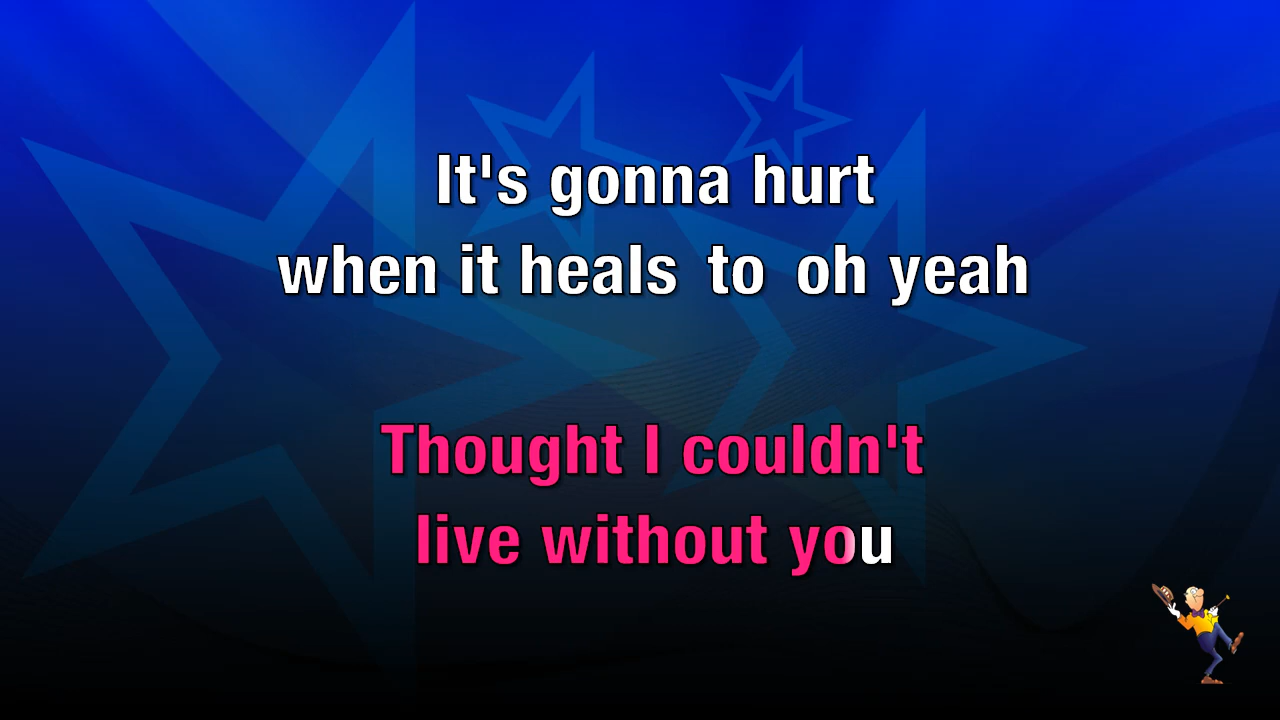 It's gonna hurt
when it heals to oh yeah
Thought I couldn't
live without you